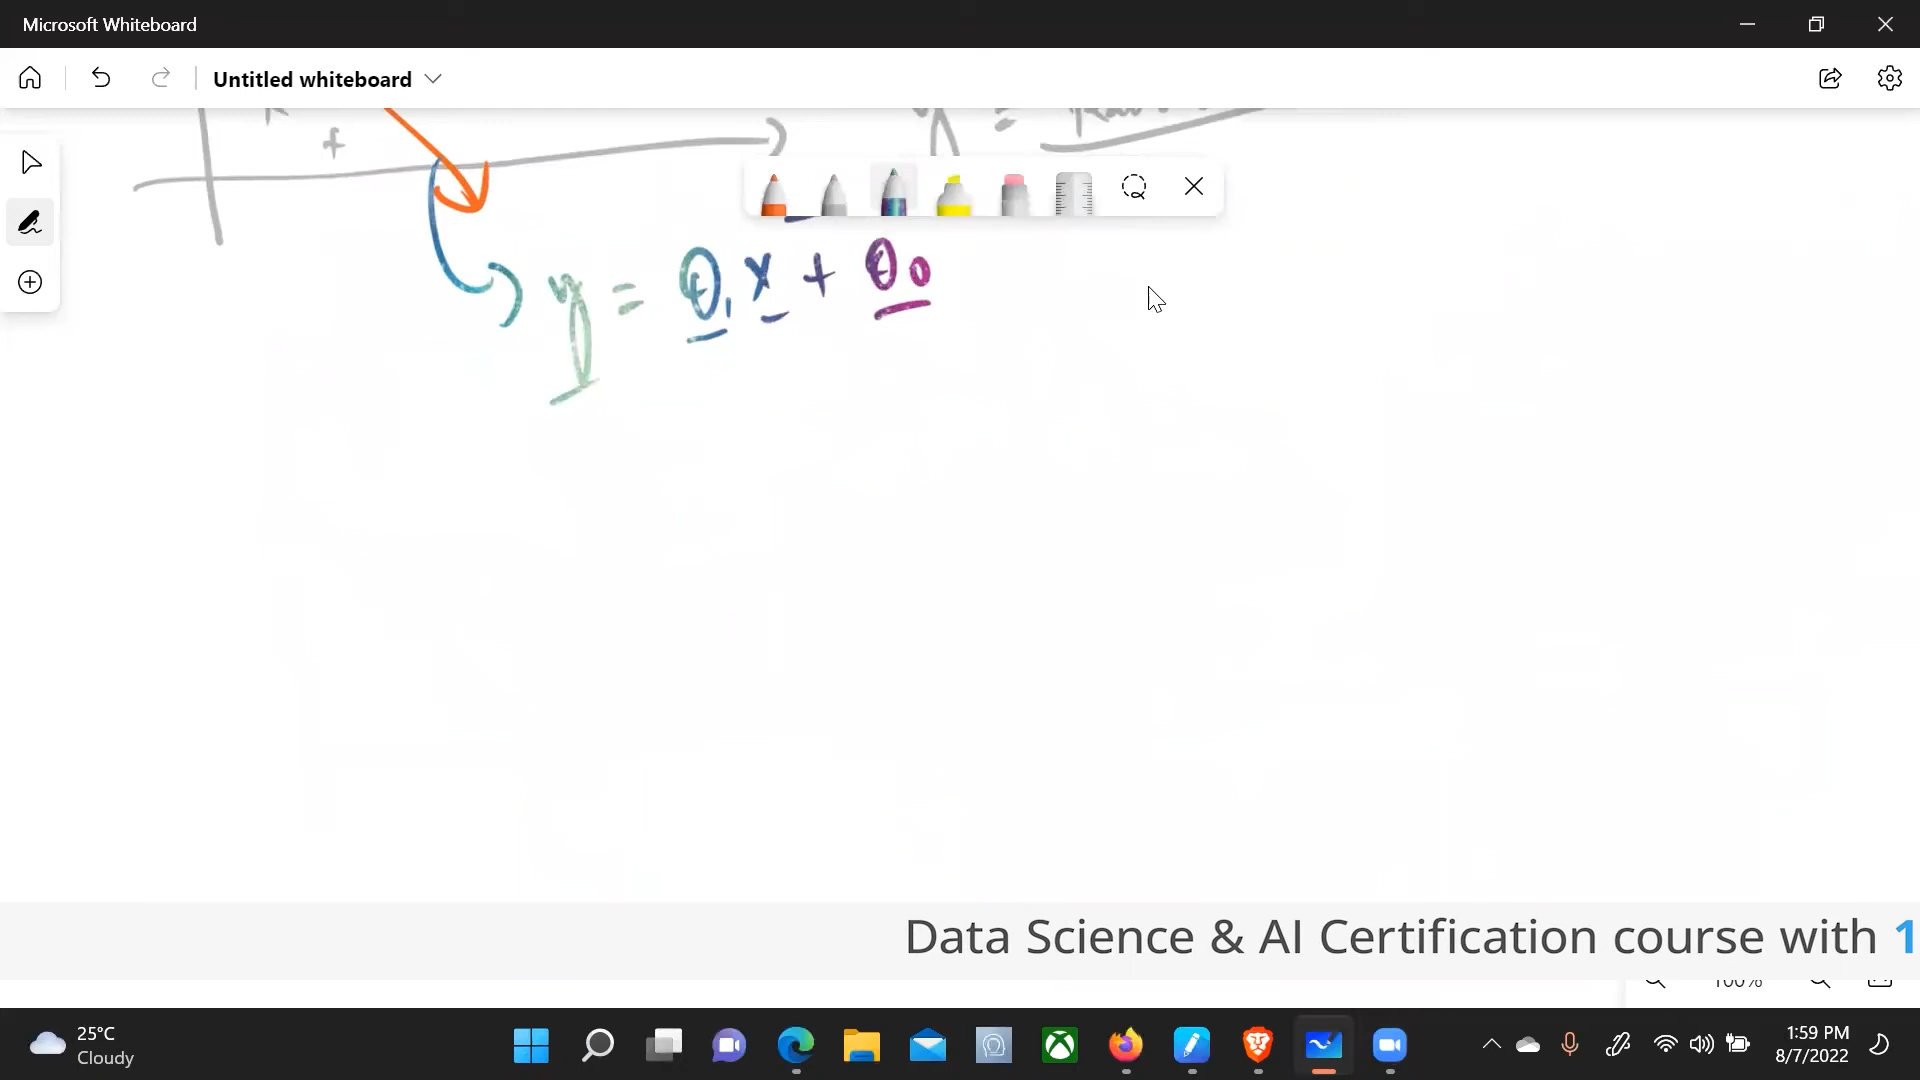 Microsoft Whiteboard
Untitled whiteboard
+
y =
y = θ₁x + θ₀
Data Science & AI Certification course with 1
100%
25°C
Cloudy
1:59 PM
8/7/2022